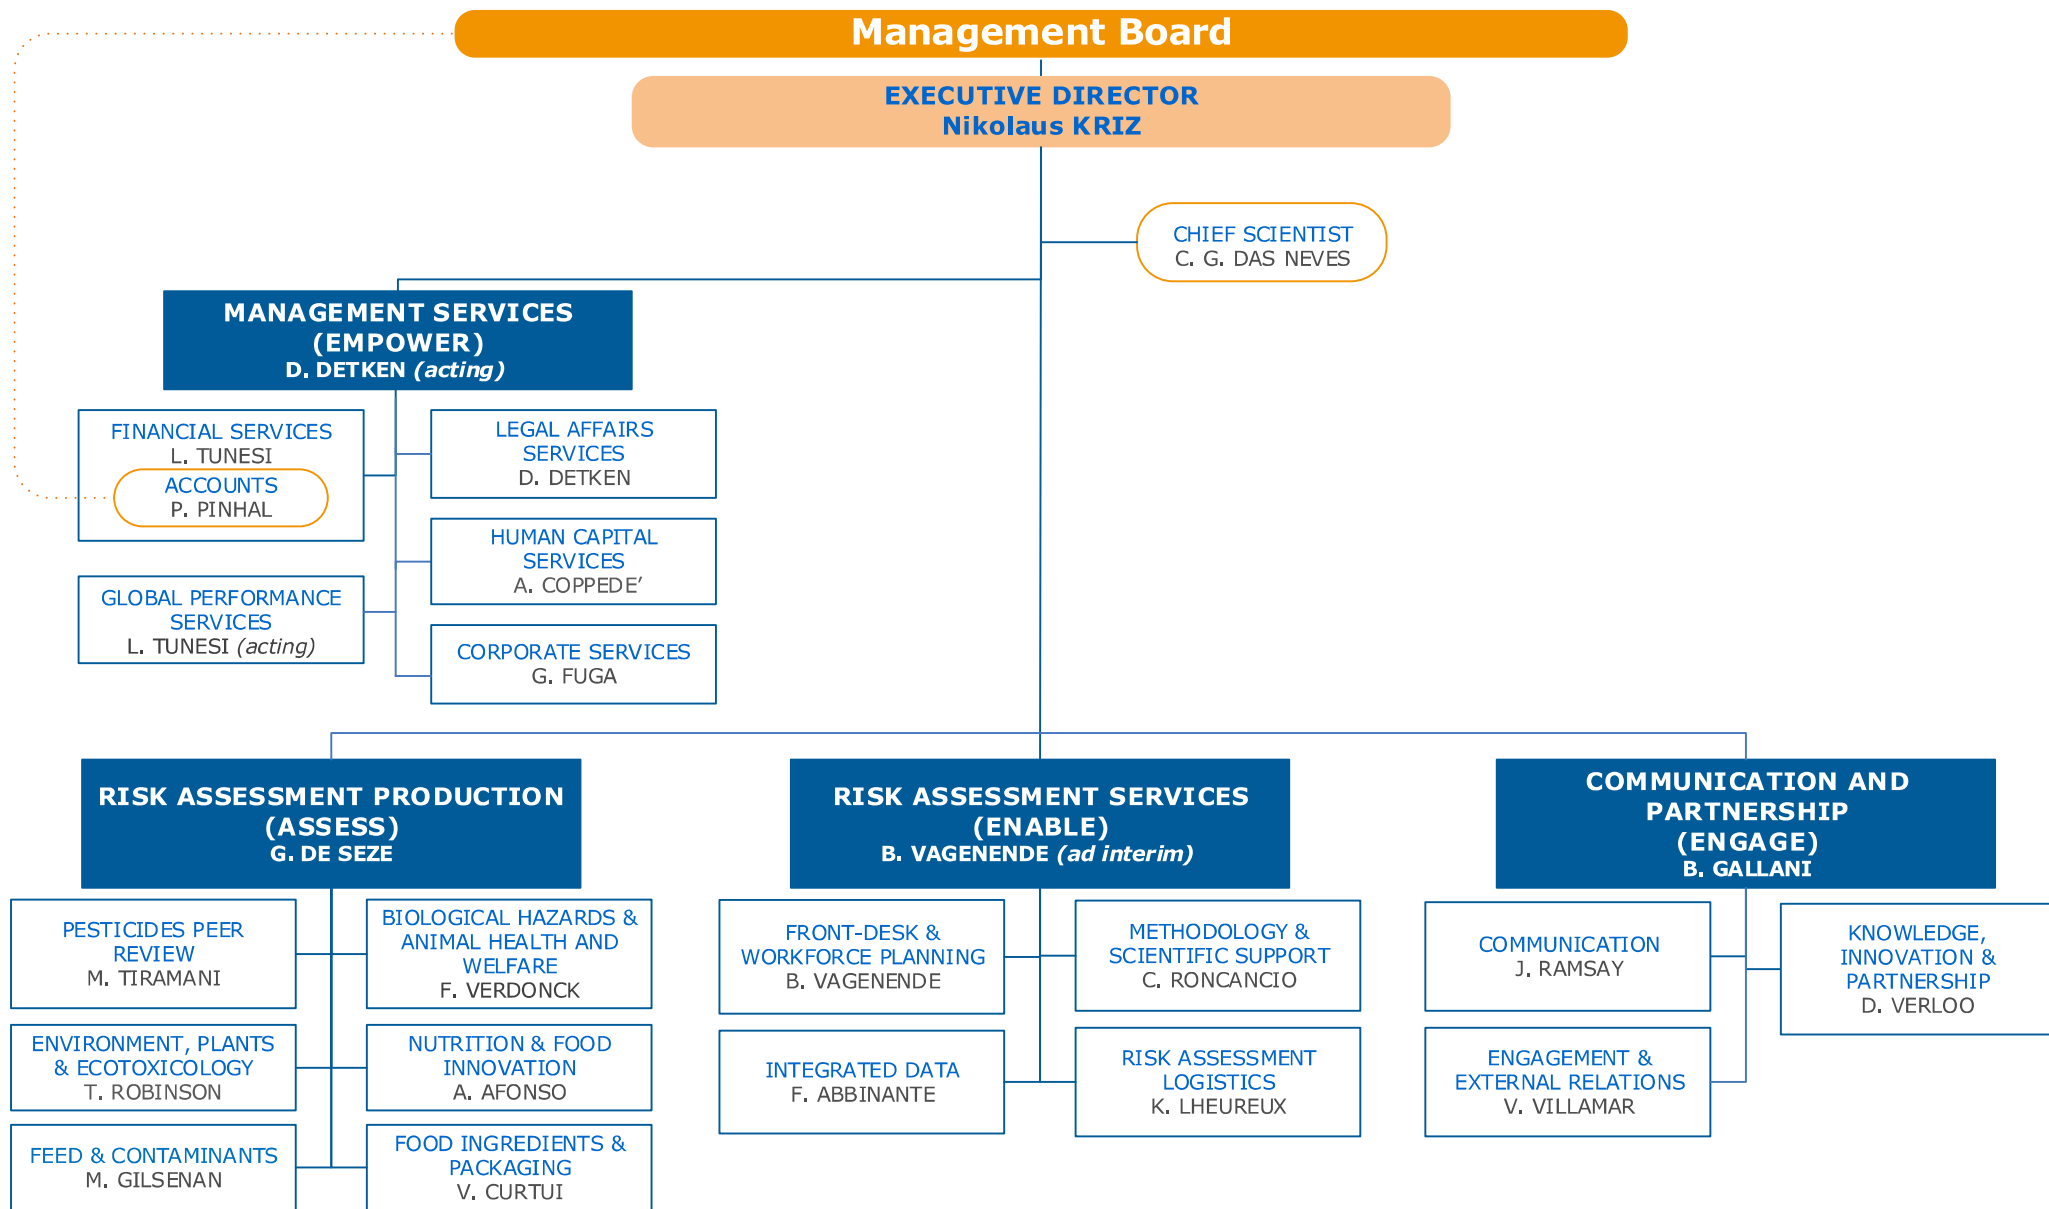 Management Board
EXECUTIVE DIRECTOR
Nikolaus KRIZ
CHIEF SCIENTIST
C. G. DAS NEVES
MANAGEMENT SERVICES
(EMPOWER)
D. DETKEN (acting)
FINANCIAL SERVICES
L. TUNESI
ACCOUNTS
P. PINHAL
LEGAL AFFAIRS
SERVICES
D. DETKEN
HUMAN CAPITAL
SERVICES
A. COPPEDE’
GLOBAL PERFORMANCE
SERVICES
L. TUNESI (acting)
CORPORATE SERVICES
G. FUGA
RISK ASSESSMENT PRODUCTION
(ASSESS)
G. DE SEZE
PESTICIDES PEER
REVIEW
M. TIRAMANI
BIOLOGICAL HAZARDS &
ANIMAL HEALTH AND
WELFARE
F. VERDONCK
ENVIRONMENT, PLANTS
& ECOTOXICOLOGY
T. ROBINSON
NUTRITION & FOOD
INNOVATION
A. AFONSO
FEED & CONTAMINANTS
M. GILSENAN
FOOD INGREDIENTS &
PACKAGING
V. CURTUI
RISK ASSESSMENT SERVICES
(ENABLE)
B. VAGENENDE (ad interim)
FRONT-DESK &
WORKFORCE PLANNING
B. VAGENENDE
METHODOLOGY &
SCIENTIFIC SUPPORT
C. RONCANCIO
INTEGRATED DATA
F. ABBINANTE
RISK ASSESSMENT
LOGISTICS
K. LHEUREUX
COMMUNICATION AND
PARTNERSHIP
(ENGAGE)
B. GALLANI
COMMUNICATION
J. RAMSAY
KNOWLEDGE,
INNOVATION &
PARTNERSHIP
D. VERLOO
ENGAGEMENT &
EXTERNAL RELATIONS
V. VILLAMAR